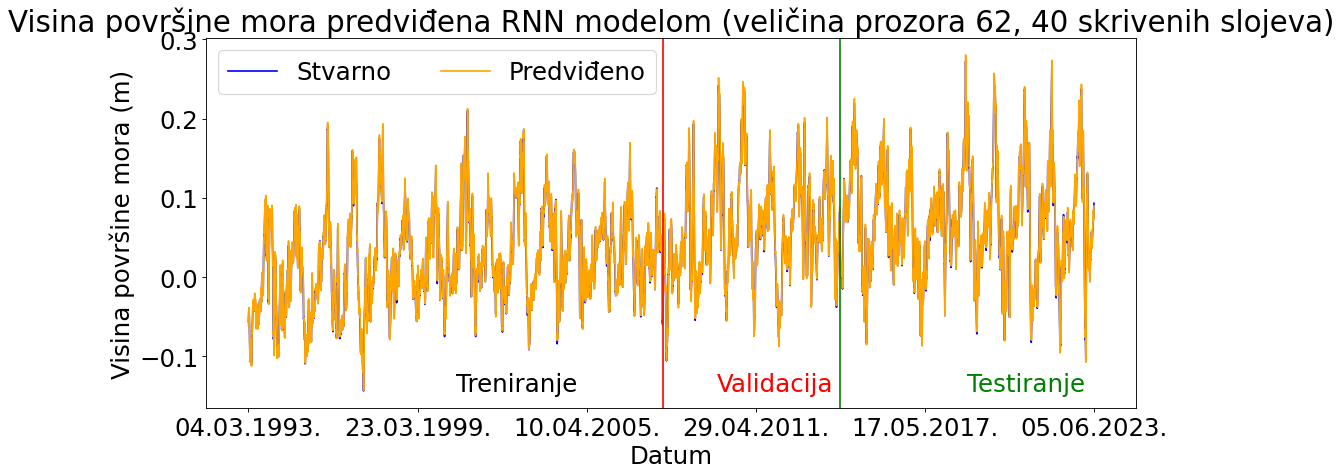 Visina površine mora predviđena RNN modelom (veličina prozora 62, 40 skrivenih slojeva)
Stvarno
Predviđeno
Visina površine mora (m)
0.3
0.2
0.1
0.0
−0.1
Treniranje
Validacija
Testiranje
04.03.1993.
23.03.1999.
10.04.2005.
29.04.2011.
17.05.2017.
05.06.2023.
Datum